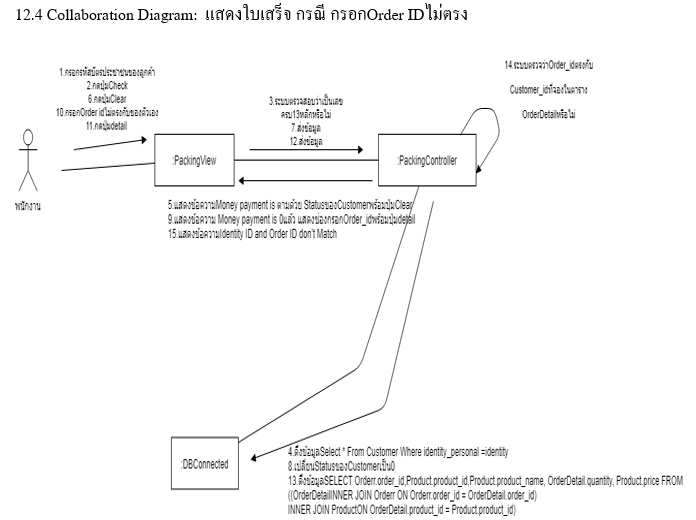 12.4 Collaboration Diagram: แสดงใบเสร็จ กรณี กรอกOrder ID ไม่ตรง
1.กรอกรหัสบัตรประชาชนของลูกค้า
2.กดปุ่มCheck
6.กดปุ่มClear
10.กรอกOrder idไม่ตรงกับของตัวเอง
11.กดปุ่มdetail
3.ระบบตรวจสอบว่าเป็นเลข
ครบ13หลักหรือไม่
7.ส่งข้อมูล
12.ส่งข้อมูล
14.ระบบตรวจว่าOrder_idตรงกับ
Customer_idที่จองในตาราง
OrderDetailหรือไม่
:PackingView
:PackingController
พนักงาน
5.แสดงข้อความMoney payment is ตามด้วย StatusของCustomerพร้อมปุ่มClear
9.แสดงข้อความ Money payment is 0แล้ว แสดงช่องกรอกOrder_idพร้อมปุ่มdetail
15.แสดงข้อความIdentity ID and Order ID don't Match
:DBConnected
4.ดึงข้อมูลSelect * From Customer Where identity_personal =identity
8.เปลี่ยนStatusของCustomerเป็น0
13.ดึงข้อมูลSELECT Orderr.order_id,Product.product_id,Product.product_name, OrderDetail.quantity, Product.price FROM
((OrderDetailINNER JOIN Orderr ON Orderr.order_id = OrderDetail.order_id)
INNER JOIN ProductON OrderDetail.product_id = Product.product_id)